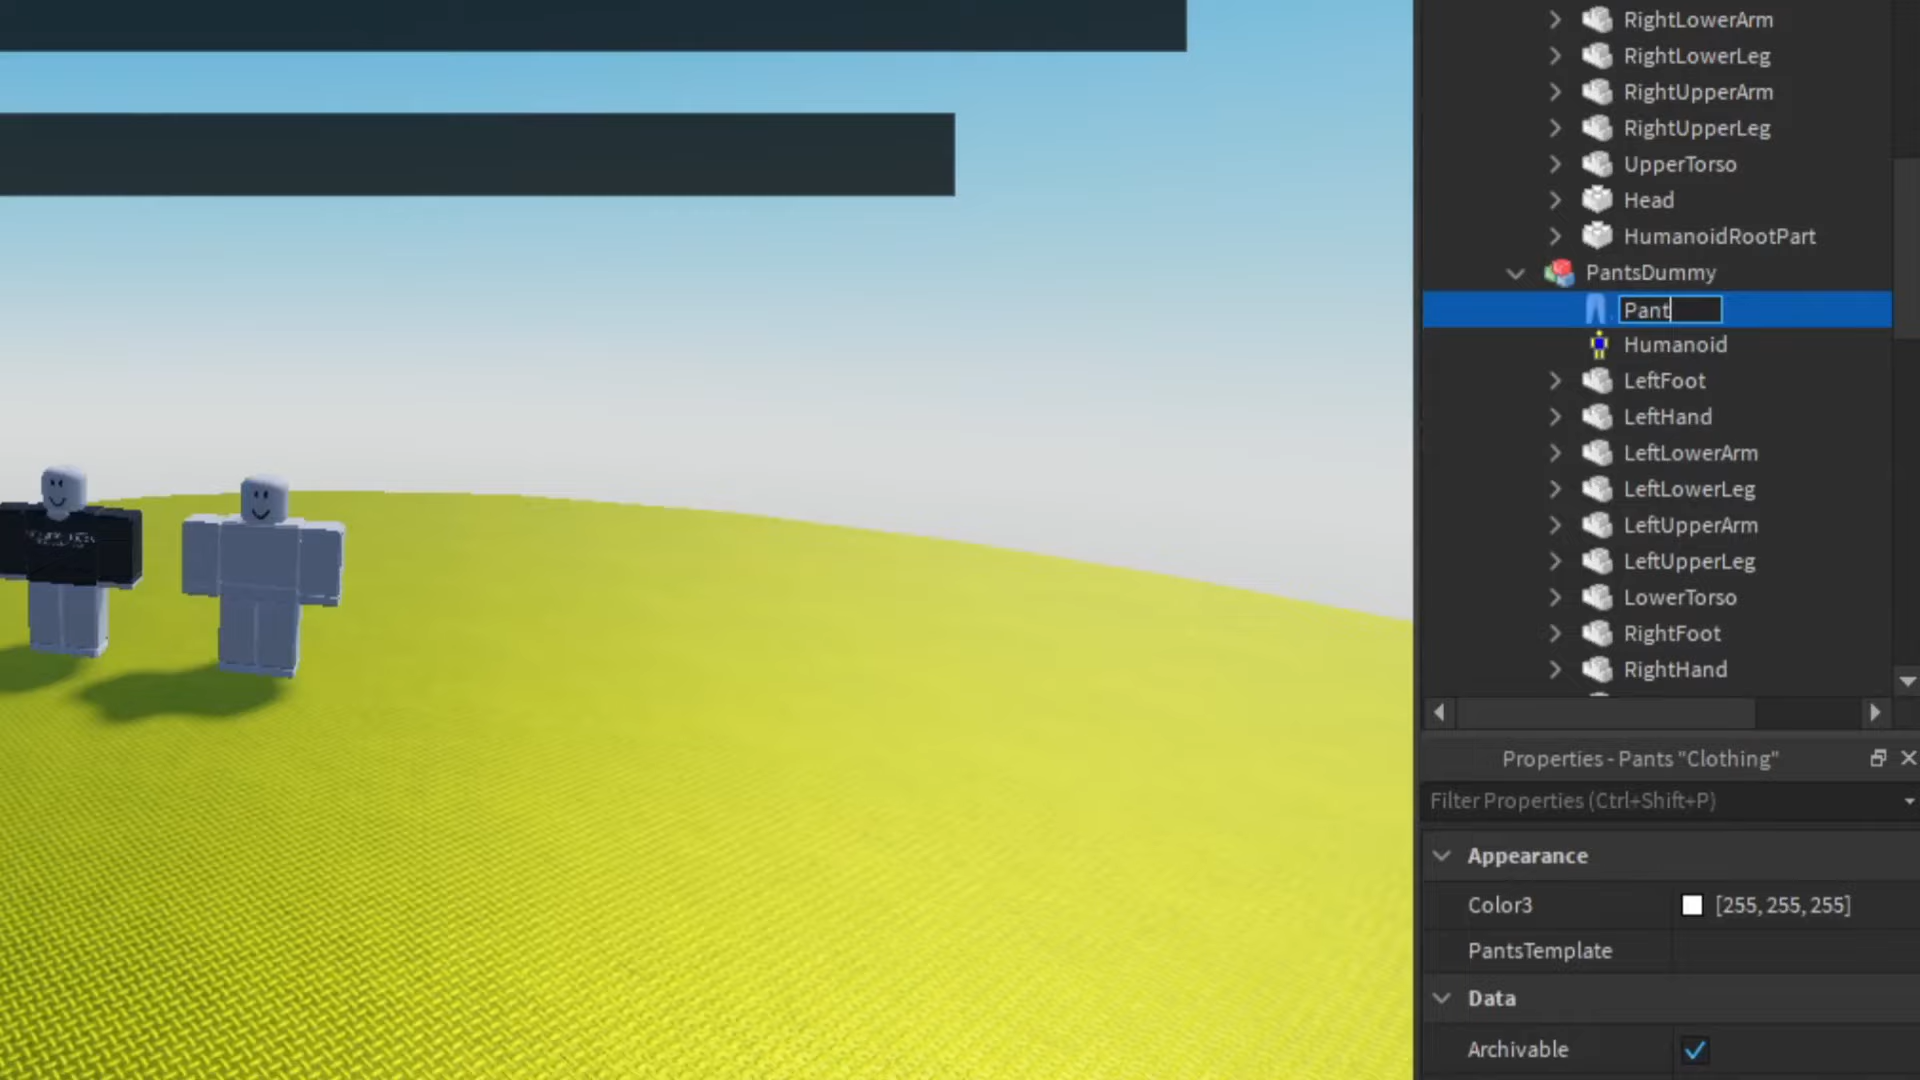 RightLowerArm
RightLowerLeg
RightUpperArm
RightUpperLeg
UpperTorso
Head
HumanoidRootPart
PantsDummy
Pant
Humanoid
LeftFoot
LeftHand
LeftLowerArm
LeftLowerLeg
LeftUpperArm
LeftUpperLeg
LowerTorso
RightFoot
RightHand
Properties - Pants "Clothing"
Filter Properties (Ctrl+Shift+P)
Appearance
Color3 [255, 255, 255]
PantsTemplate
Data
Archivable